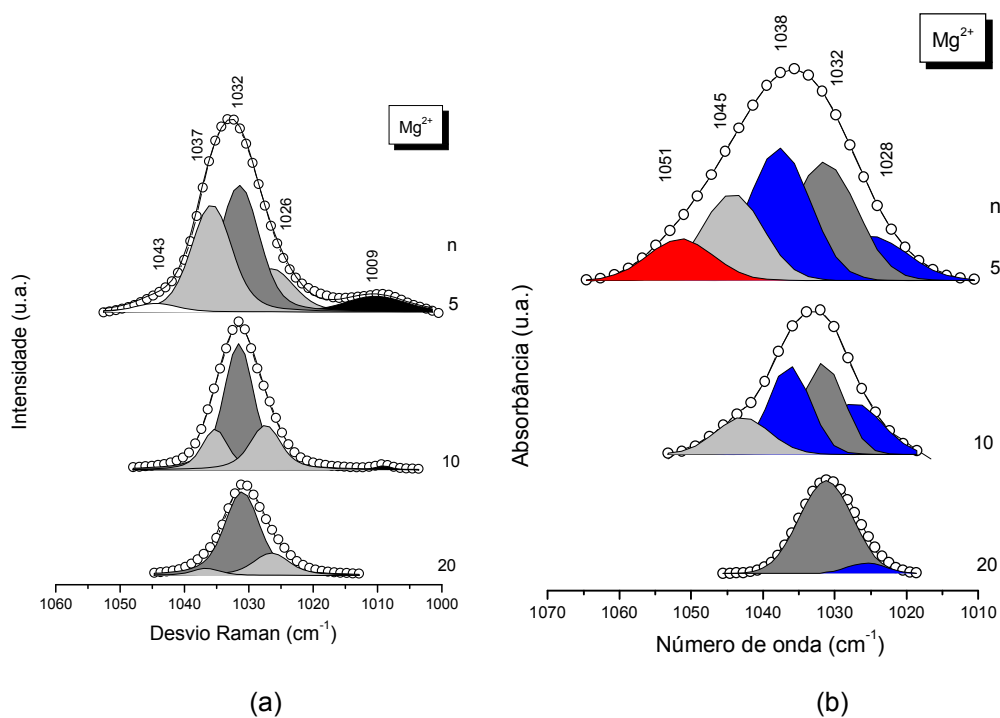 Mg²⁺
1032
1037
1026
1043
1009
n
5
10
20
Intensidade (u.a.)
1060 1050 1040 1030 1020 1010 1000
Desvio Raman (cm⁻¹)
(a)
Mg²⁺
1038
1032
1045
1028
1051
n
5
10
20
Absorbância (u.a.)
1070 1060 1050 1040 1030 1020 1010
Número de onda (cm⁻¹)
(b)